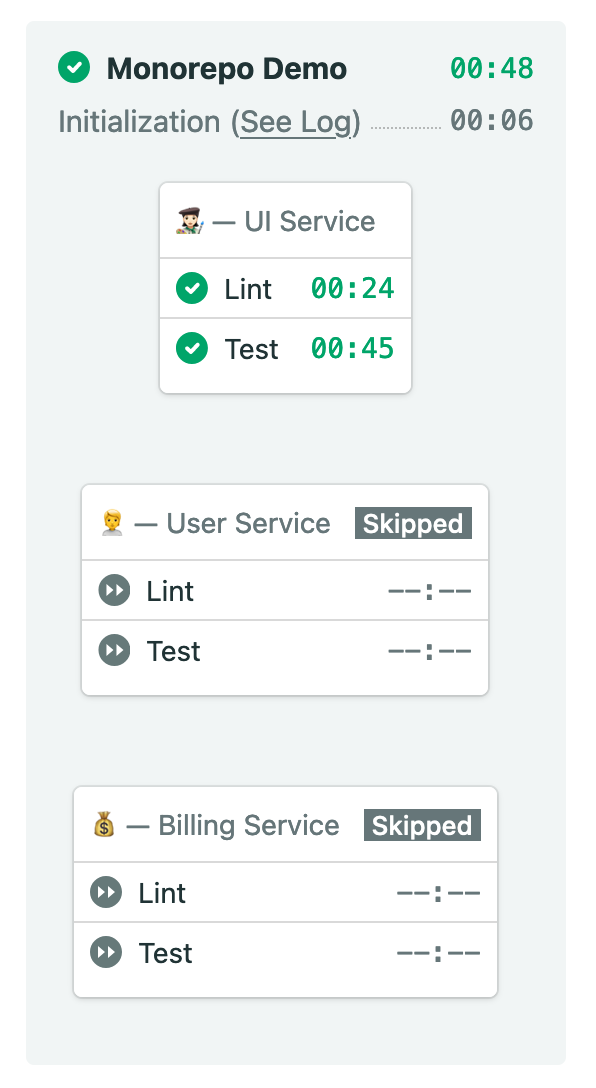 Monorepo Demo 00:48
Initialization (See Log) 00:06
— UI Service
Lint 00:24
Test 00:45
— User Service Skipped
Lint --:--
Test --:--
— Billing Service Skipped
Lint --:--
Test --:--